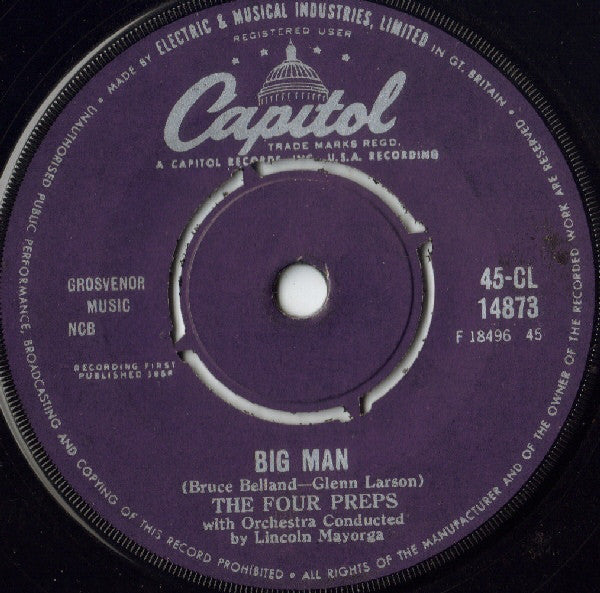 MADE BY ELECTRIC & MUSICAL INDUSTRIES, LIMITED IN GT. BRITAIN • ALL RIGHTS OF THE MANUFACTURER AND OF THE OWNER OF THE RECORDED WORK ARE RESERVED • UNAUTHORISED PUBLIC PERFORMANCE, BROADCASTING AND COPYING OF THIS RECORD PROHIBITED •
REGISTERED USER
Capitol
TRADE MARKS REGD.
A CAPITOL RECORDS, INC., U.S.A. RECORDING
GROSVENOR
MUSIC
NCB
RECORDING FIRST
PUBLISHED 1958
45-CL
14873
F 18496 45
BIG MAN
(Bruce Belland—Glenn Larson)
THE FOUR PREPS
with Orchestra Conducted
by Lincoln Mayorga